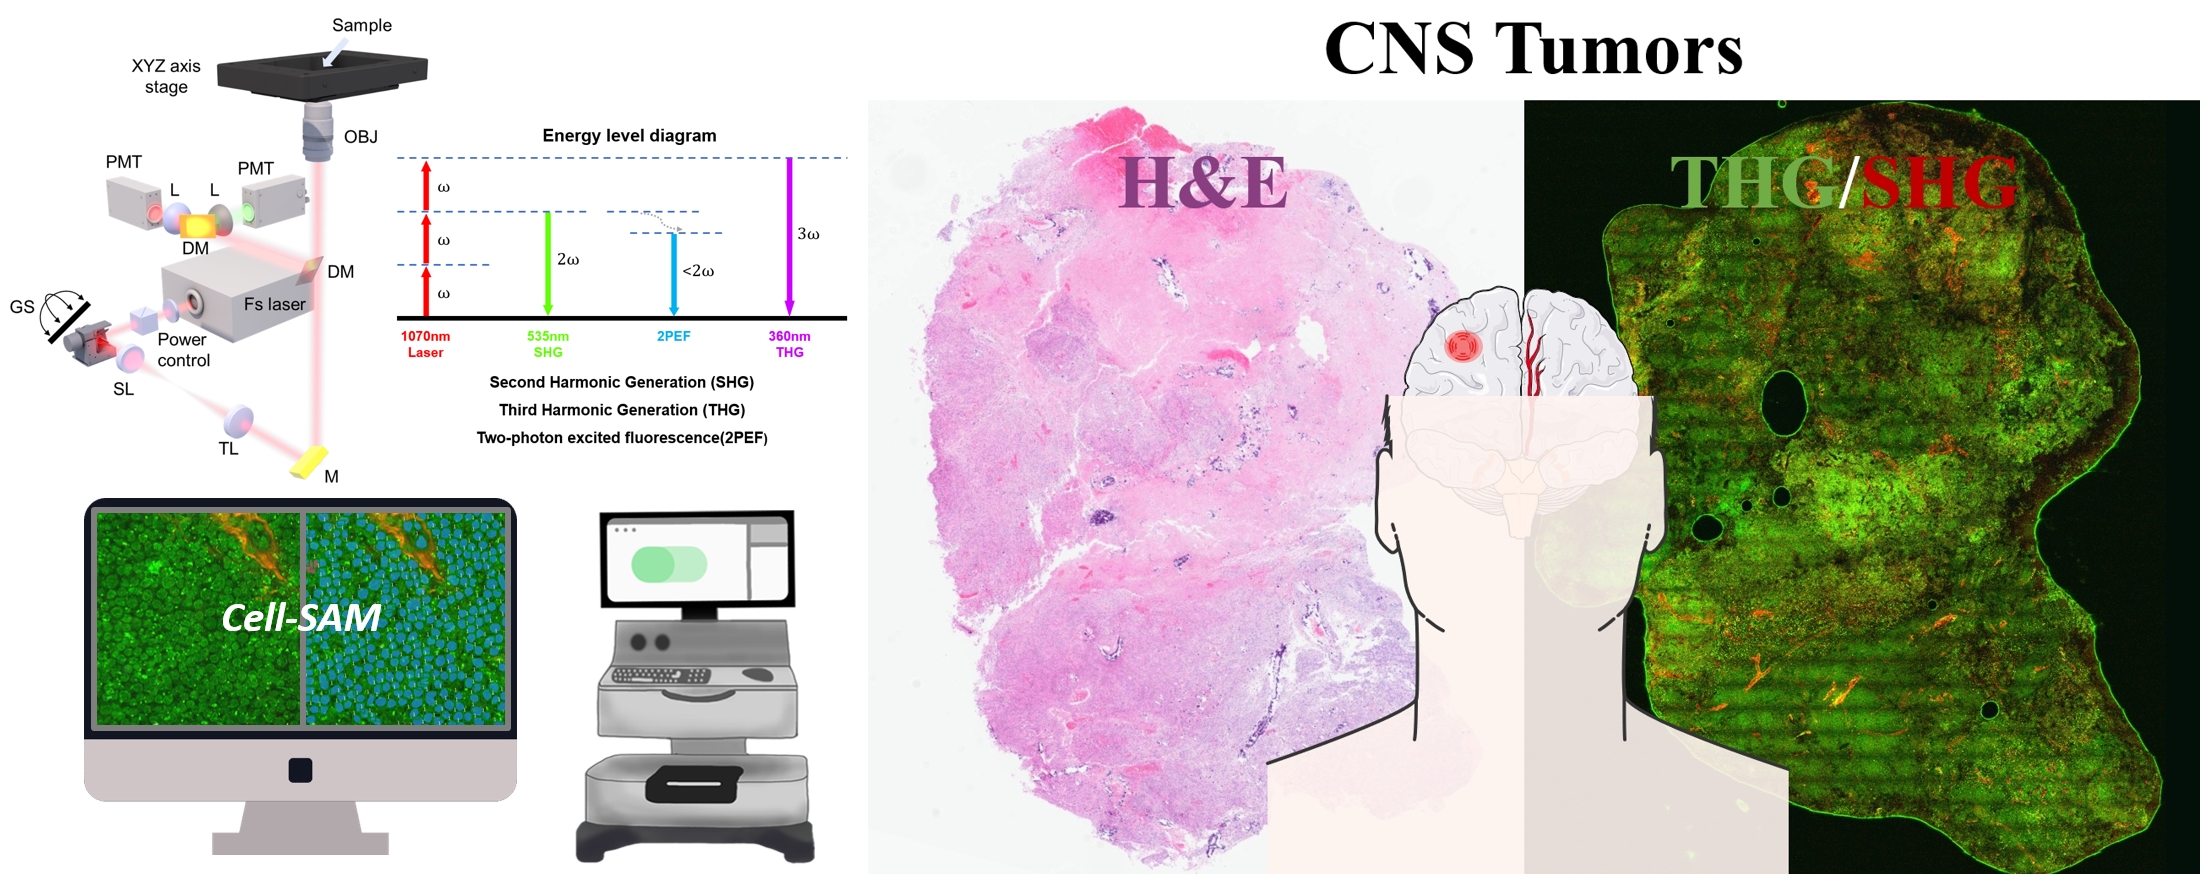 Sample
XYZ axis
stage
OBJ
PMT
L
L
PMT
DM
DM
Fs laser
GS
Power
control
SL
TL
M
Energy level diagram
ω
ω
ω
2ω
<2ω
3ω
1070nm
Laser
535nm
SHG
2PEF
360nm
THG
Second Harmonic Generation (SHG)
Third Harmonic Generation (THG)
Two-photon excited fluorescence(2PEF)
Cell-SAM
CNS Tumors
H&E
THG/SHG